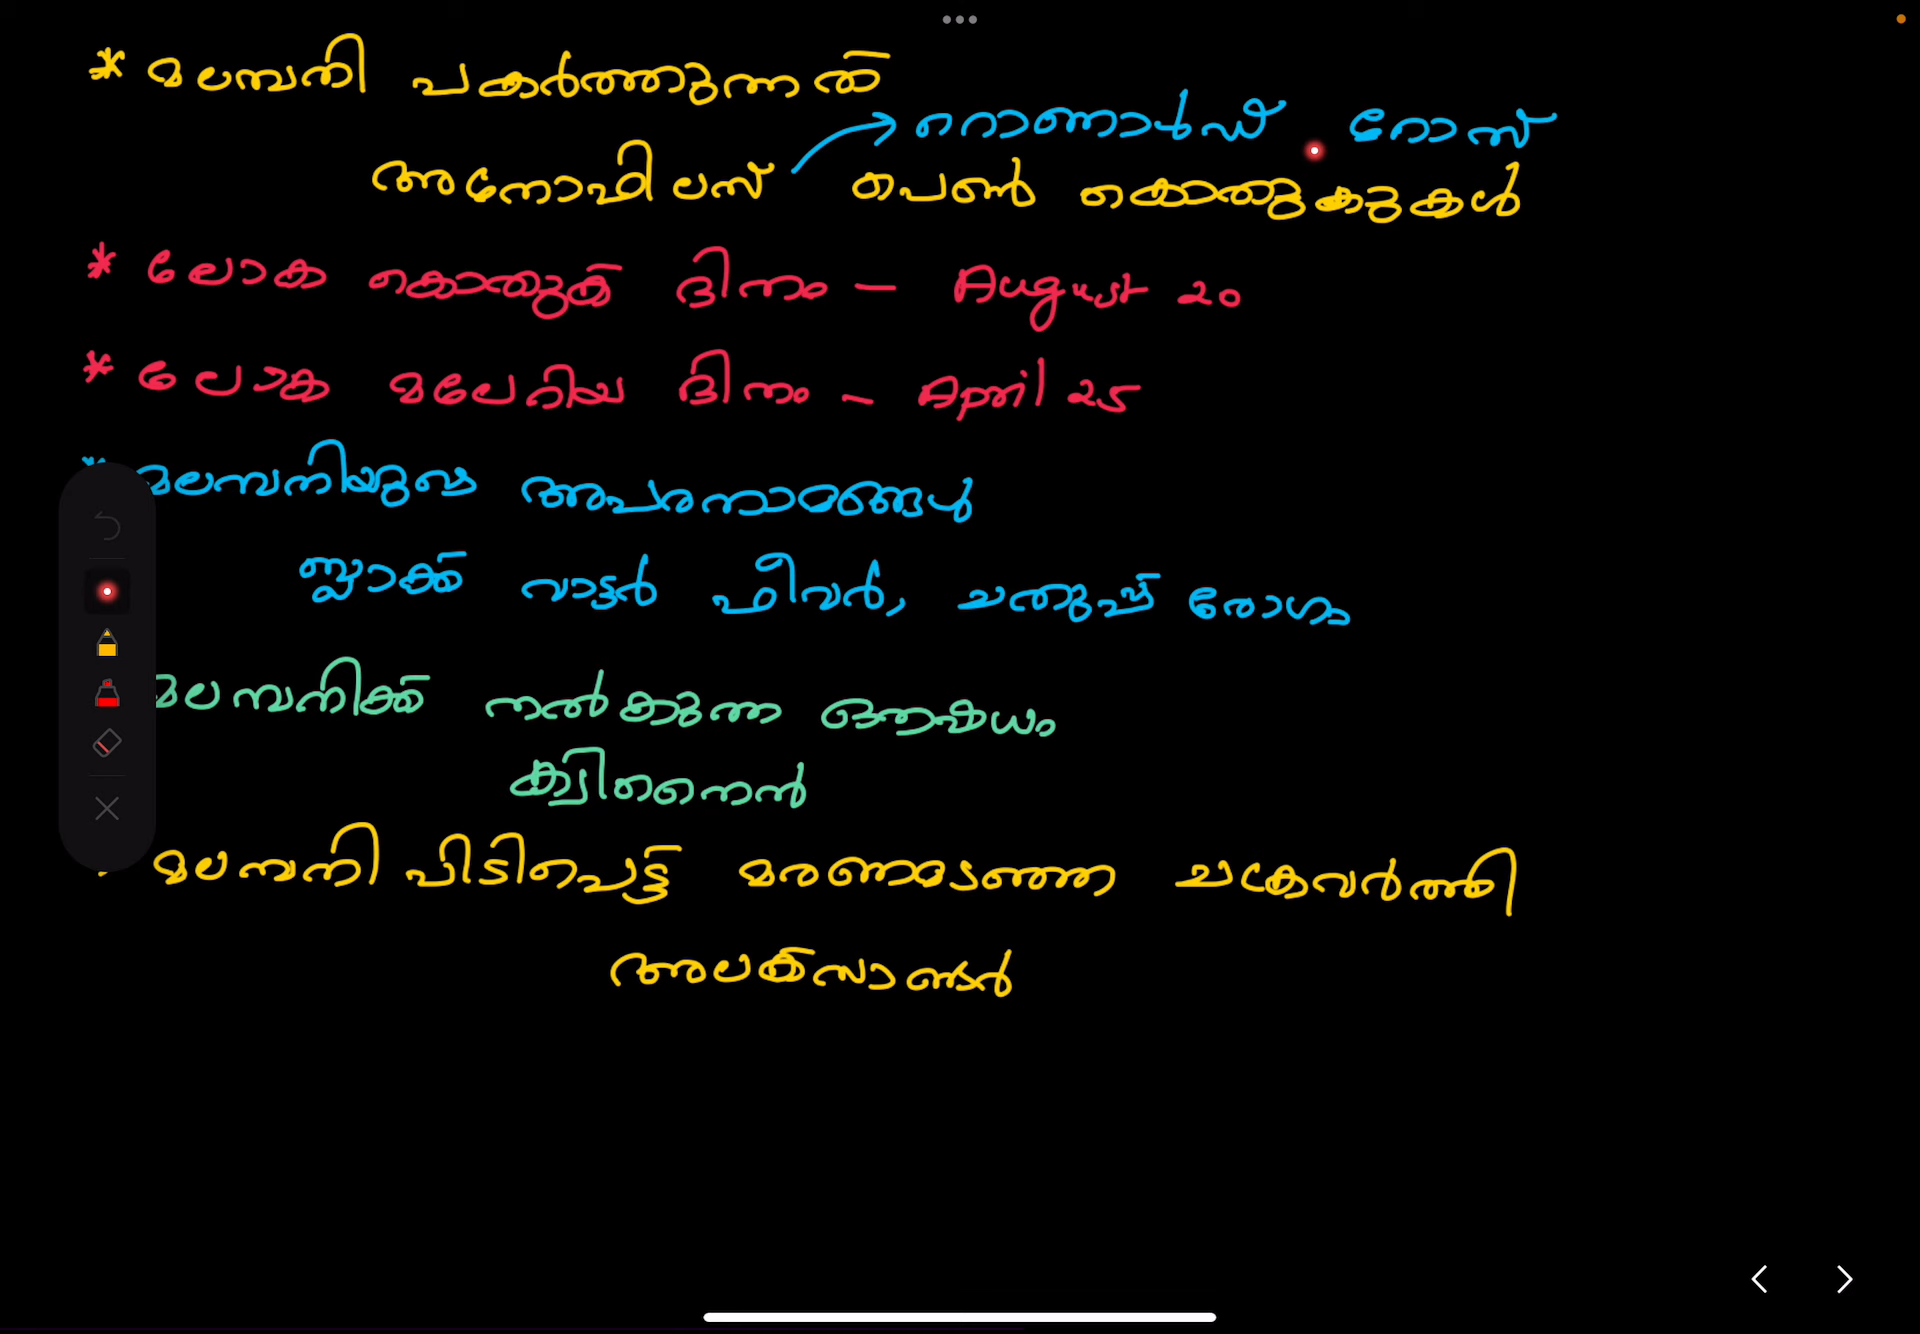 * മലമ്പനി പകർത്തുന്നത്
→ റൊണാൾഡ് റോസ്
അനോഫിലസ് പെൺ കൊതുകുകൾ
* ലോക കൊതുക് ദിനം - August 20
* ലോക മലേറിയ ദിനം - April 25
* മലമ്പനിയുടെ അപരനാമങ്ങൾ
ബ്ലാക്ക് വാട്ടർ ഫീവർ, ചതുപ്പ് രോഗം
മലമ്പനിക്ക് നൽകുന്ന ഔഷധം
ക്വിനൈൻ
മലമ്പനി പിടിപെട്ട് മരണമടഞ്ഞ ചക്രവർത്തി
അലക്സാണ്ടർ